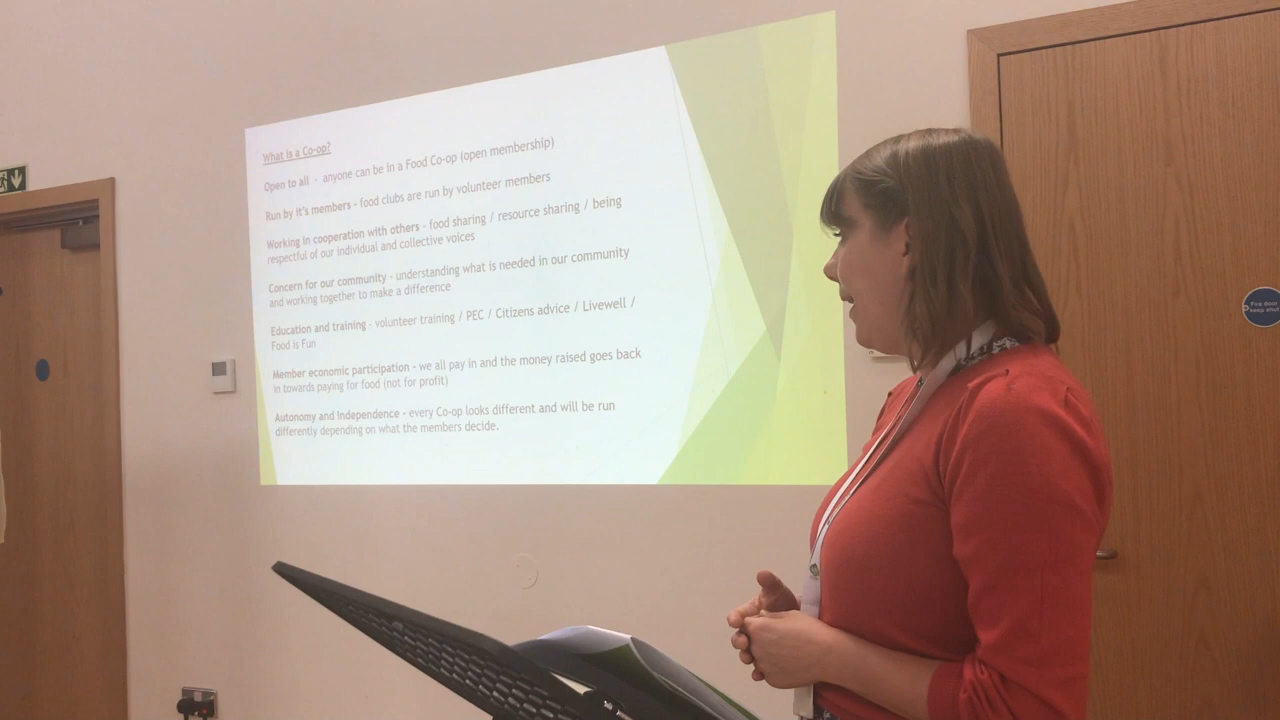 What is a Co-op?
Open to all - anyone can be in a Food Co-op (open membership)
Run by it's members - food clubs are run by volunteer members
Working in cooperation with others - food sharing / resource sharing / being
respectful of our individual and collective voices
Concern for our community - understanding what is needed in our community
and working together to make a difference
Education and training - volunteer training / PEC / Citizens advice / Livewell /
Food is Fun
Member economic participation - we all pay in and the money raised goes back
in towards paying for food (not for profit)
Autonomy and independence - every Co-op looks different and will be run
differently depending on what the members decide.
Fire door
keep shut